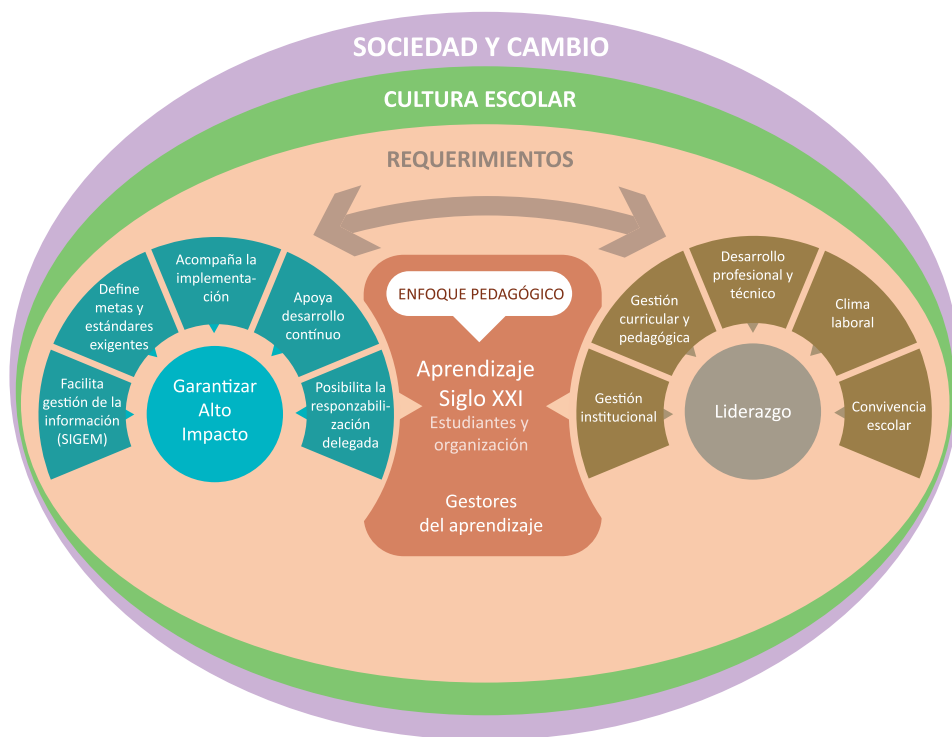 SOCIEDAD Y CAMBIO
CULTURA ESCOLAR
REQUERIMIENTOS
Facilita
gestión de la
información
(SIGEM)
Define
metas y
estándares
exigentes
Acompaña la
implementa-
ción
Apoya
desarrollo
contínuo
Posibilita la
responzabili-
zación
delegada
Garantizar
Alto
Impacto
ENFOQUE PEDAGÓGICO
Aprendizaje
Siglo XXI
Estudiantes y
organización
Gestores
del aprendizaje
Gestión
institucional
Gestión
curricular y
pedagógica
Desarrollo
profesional y
técnico
Clima
laboral
Convivencia
escolar
Liderazgo